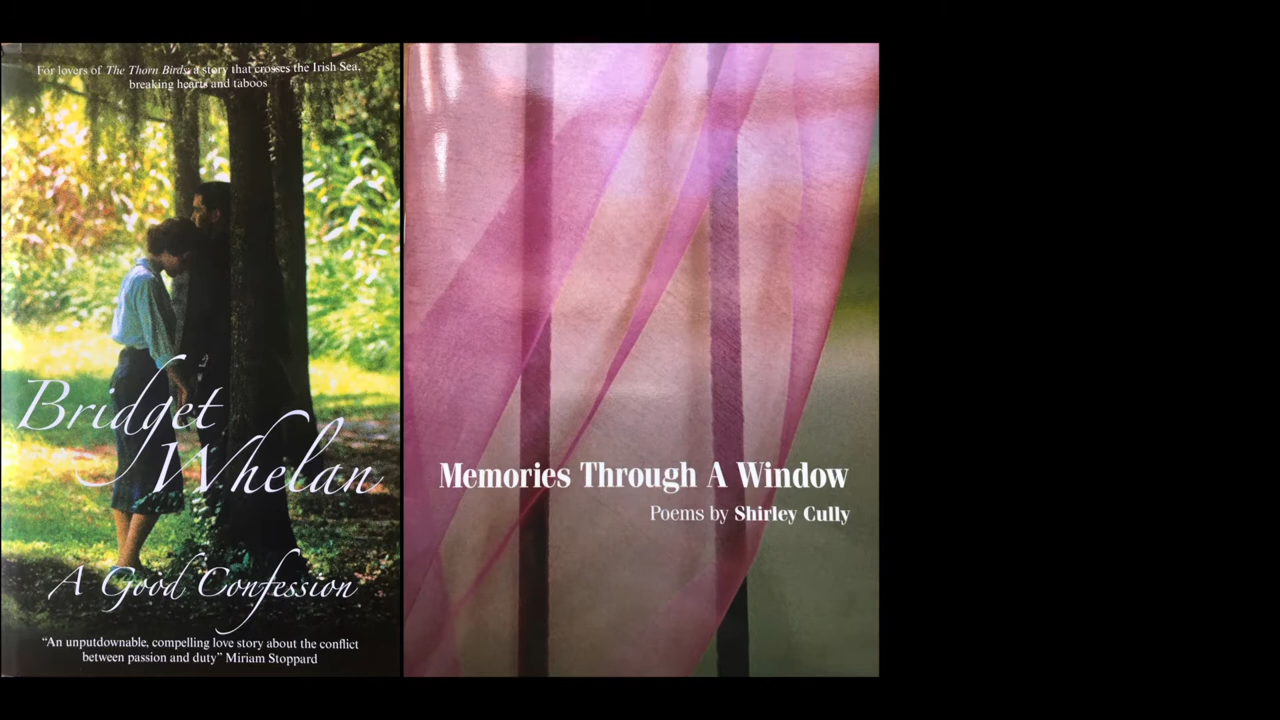 For lovers of The Thorn Birds, a story that crosses the Irish Sea,
breaking hearts and taboos
Bridget
Whelan
A Good Confession
“An unputdownable, compelling love story about the conflict
between passion and duty” Miriam Stoppard
Memories Through A Window
Poems by Shirley Cully